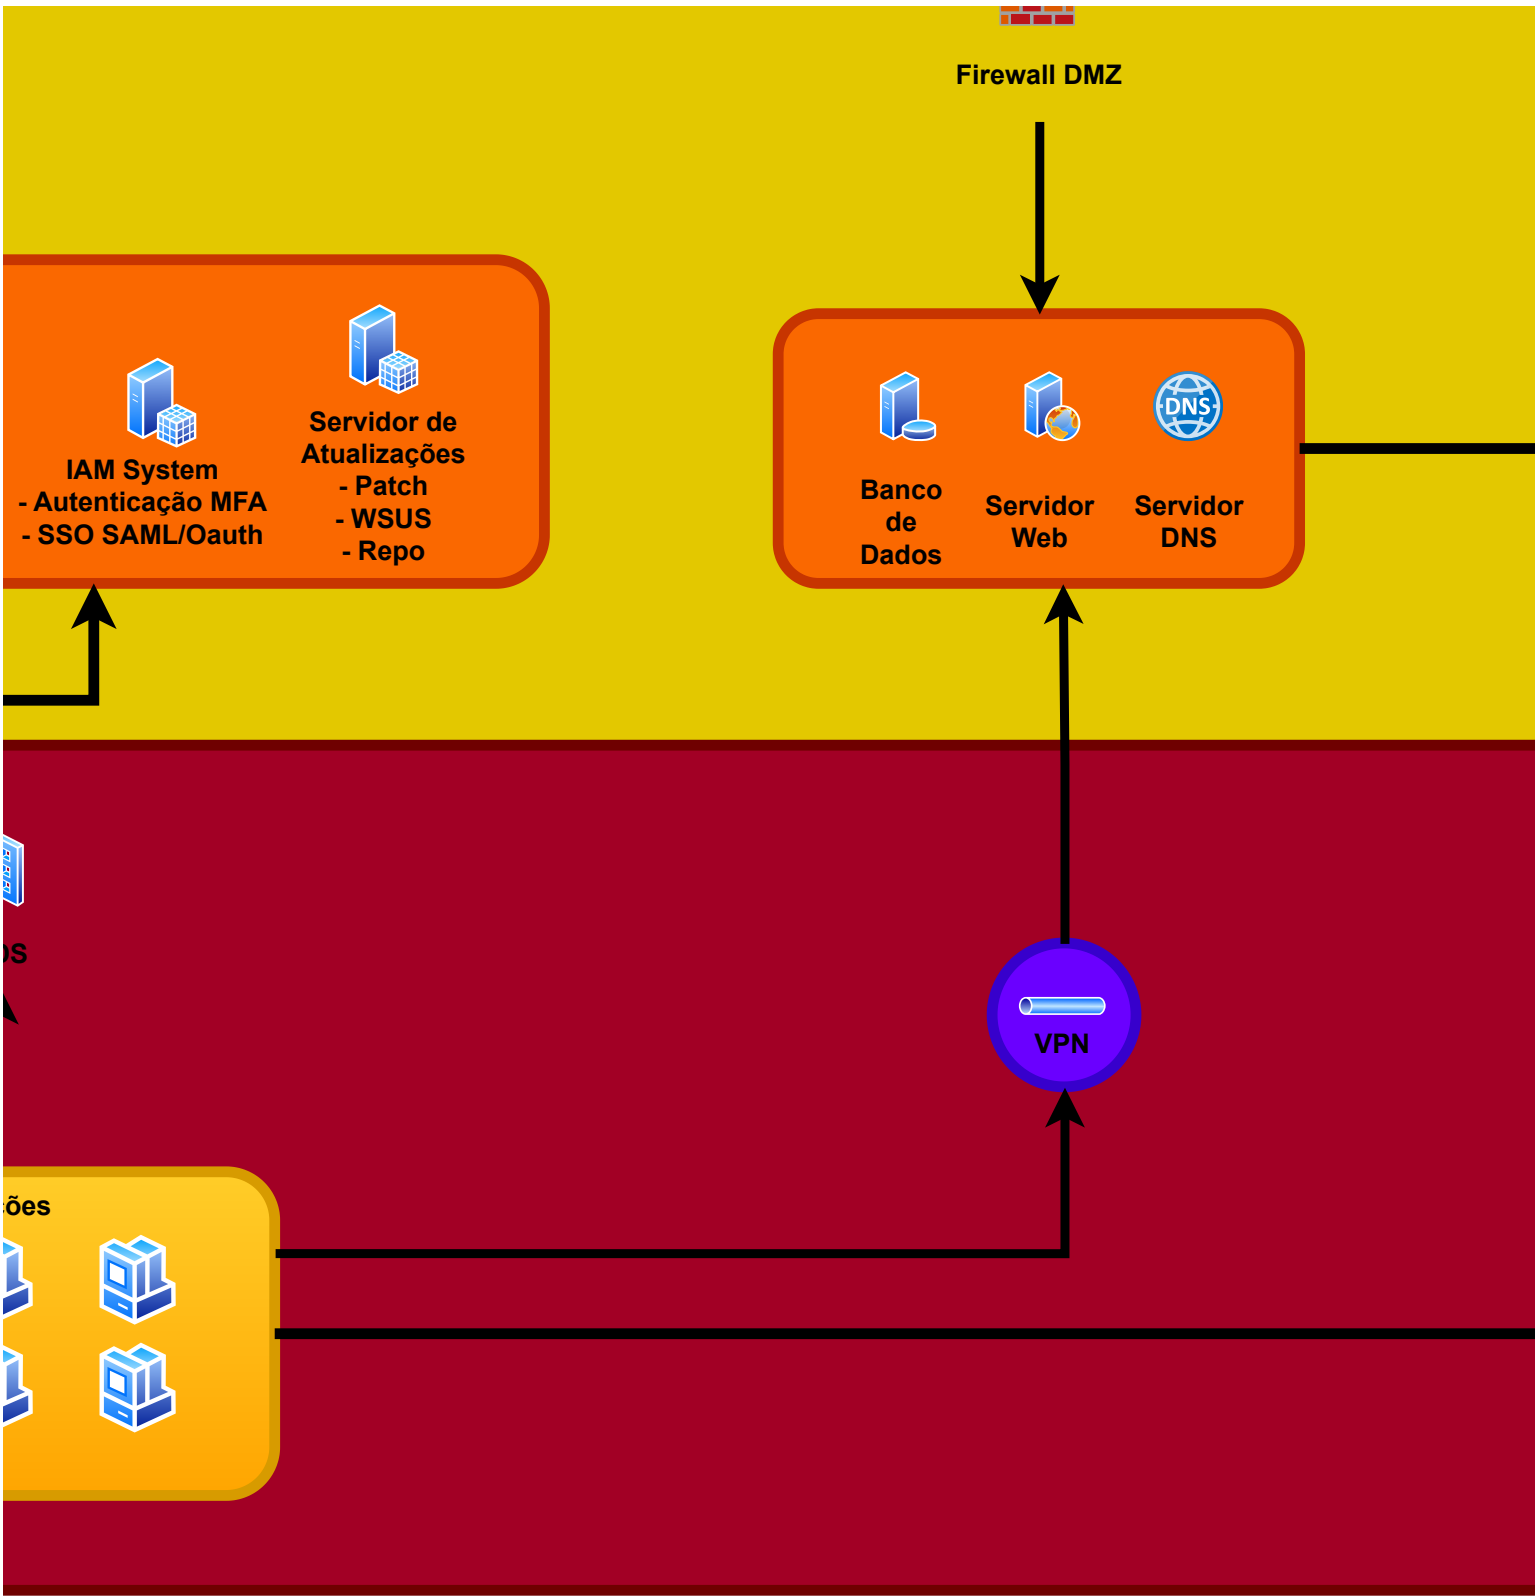 Firewall DMZ
IAM System
- Autenticação MFA
- SSO SAML/Oauth
Servidor de
Atualizações
- Patch
- WSUS
- Repo
Banco
de
Dados
Servidor
Web
DNS
Servidor
DNS
VPN